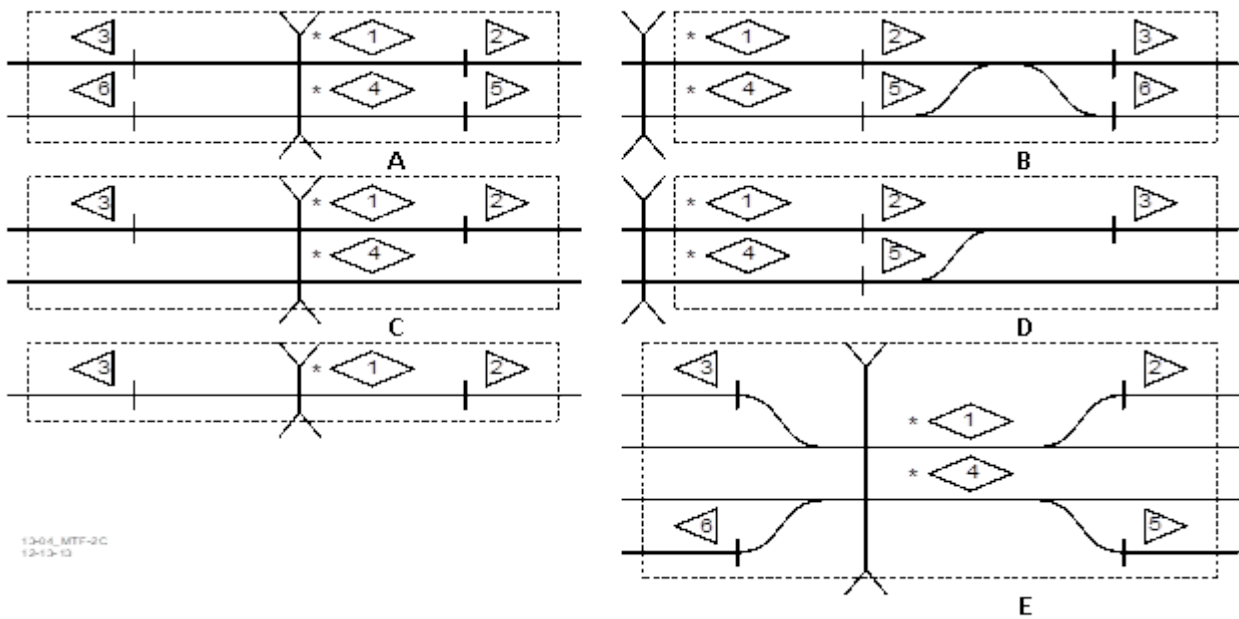 3 * 1 2
6 * 4 5
A
* 1 2 3
* 4 5 6
B
3 * 1 2
* 4
C
* 1 2 3
* 4 5
D
3 * 1 2
3 2
* 1
* 4
6 5
E
13-04_MTF-2C
12-13-13